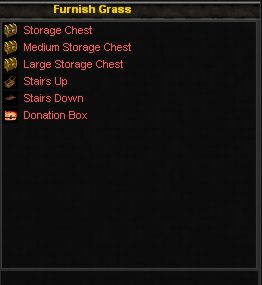 Furnish Grass
Storage Chest
Medium Storage Chest
Large Storage Chest
Stairs Up
Stairs Down
Donation Box